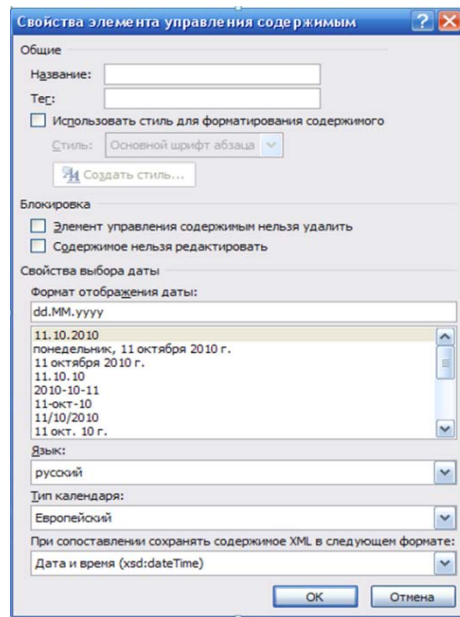 Свойства элемента управления содержимым
Общие
Название:
Тег:
Использовать стиль для форматирования содержимого
Стиль: Основной шрифт абзаца
Создать стиль...
Блокировка
Элемент управления содержимым нельзя удалить
Содержимое нельзя редактировать
Свойства выбора даты
Формат отображения даты:
dd.MM.yyyy
11.10.2010
понедельник, 11 октября 2010 г.
11 октября 2010 г.
11.10.10
2010-10-11
11-окт-10
11/10/2010
11 окт. 10 г.
Язык:
русский
Тип календаря:
Европейский
При сопоставлении сохранять содержимое XML в следующем формате:
Дата и время (xsd:dateTime)
ОК Отмена